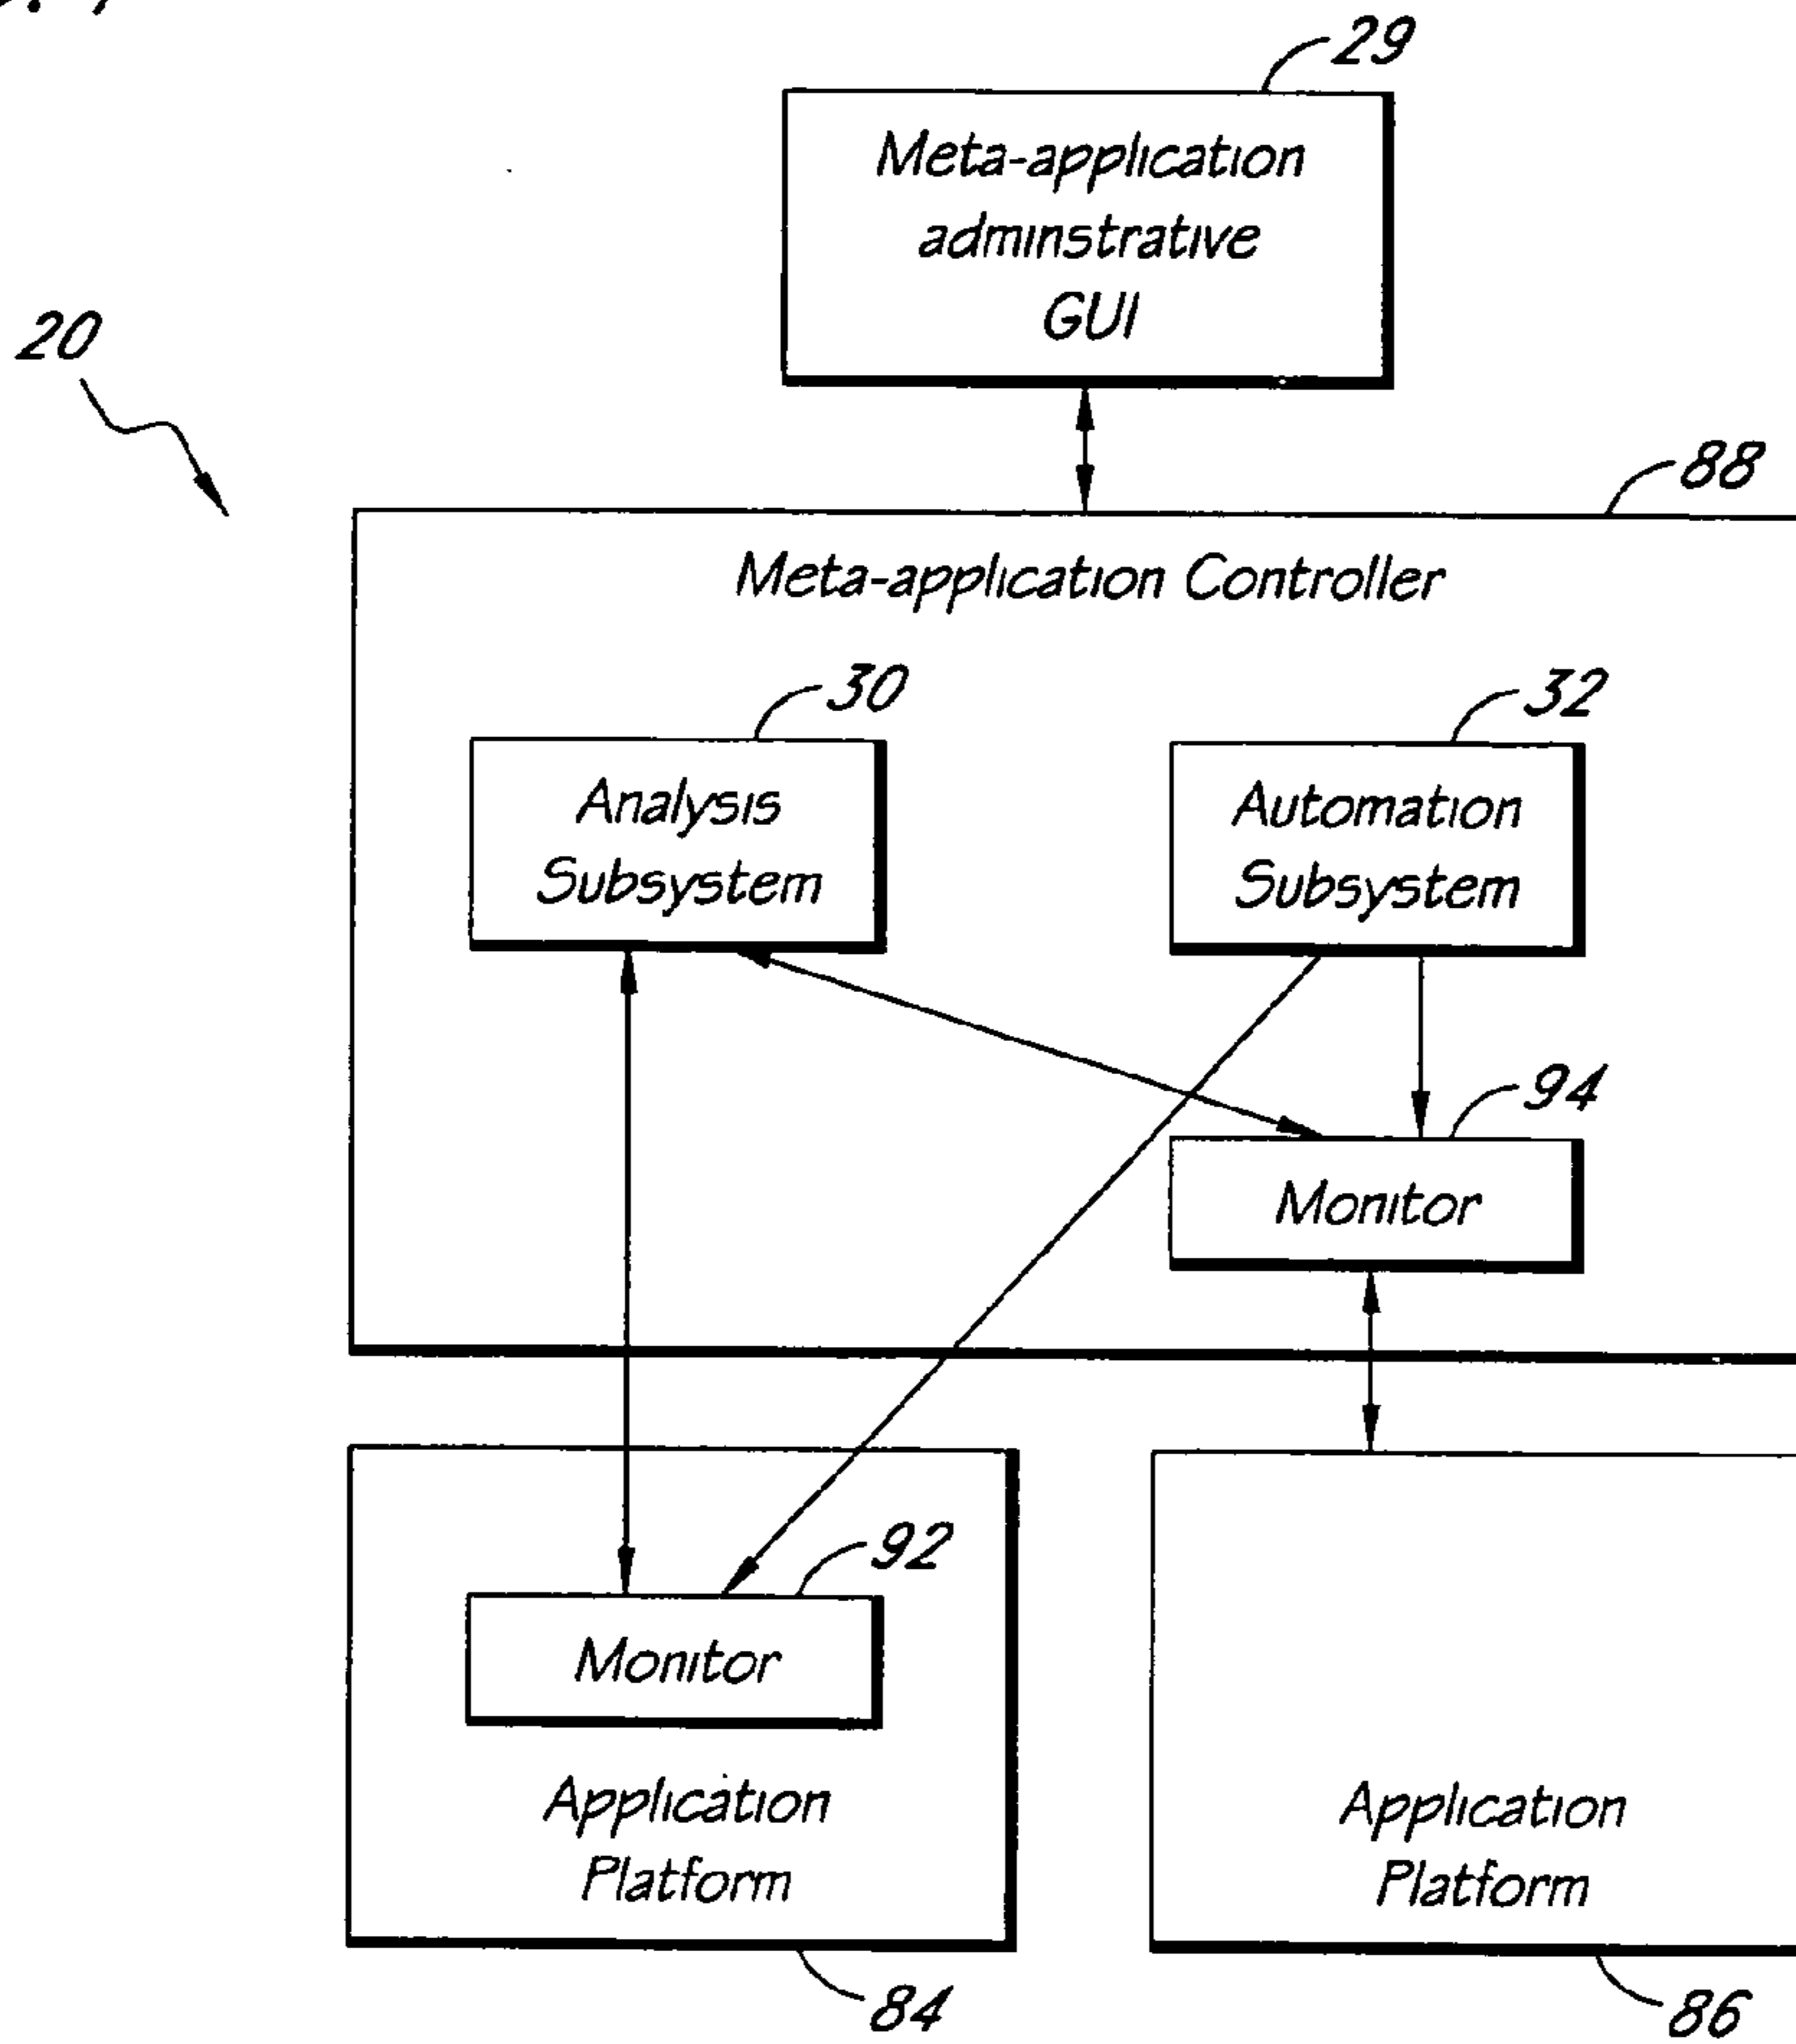 29
Meta-application
adminstrative
GUI
20
88
Meta-application Controller
30
32
Analysis
Subsystem
Automation
Subsystem
94
Monitor
92
Monitor
Application
Platform
Application
Platform
84
86